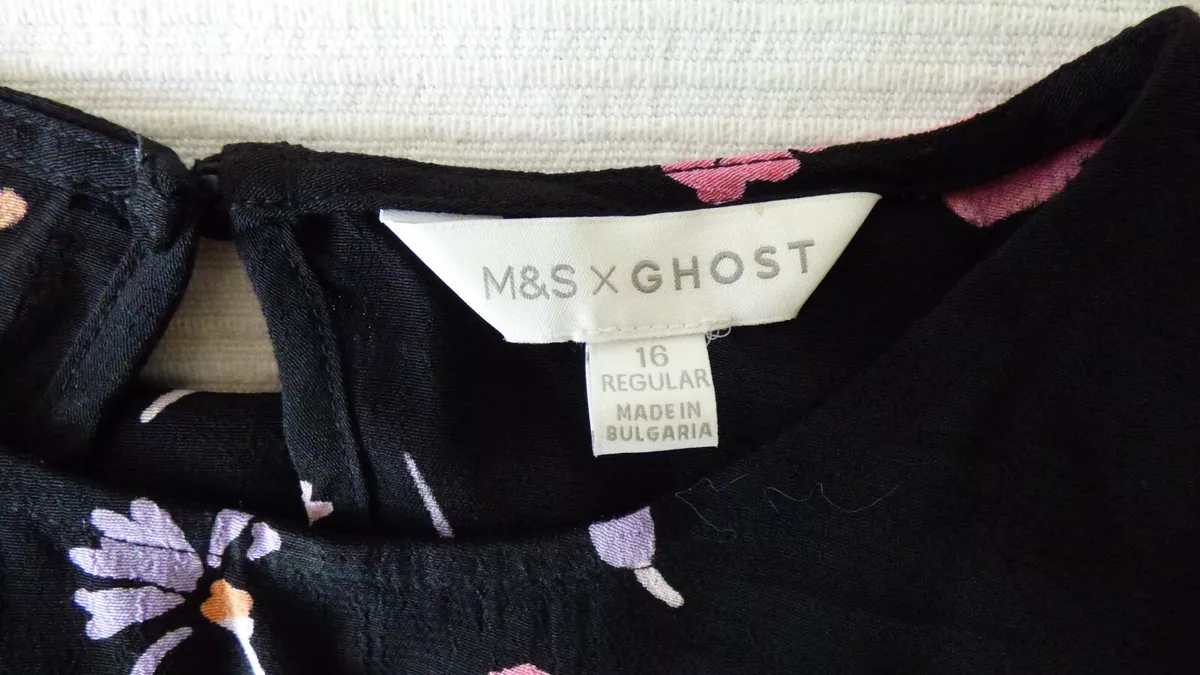 M&S X GHOST
16
REGULAR
MADE IN
BULGARIA